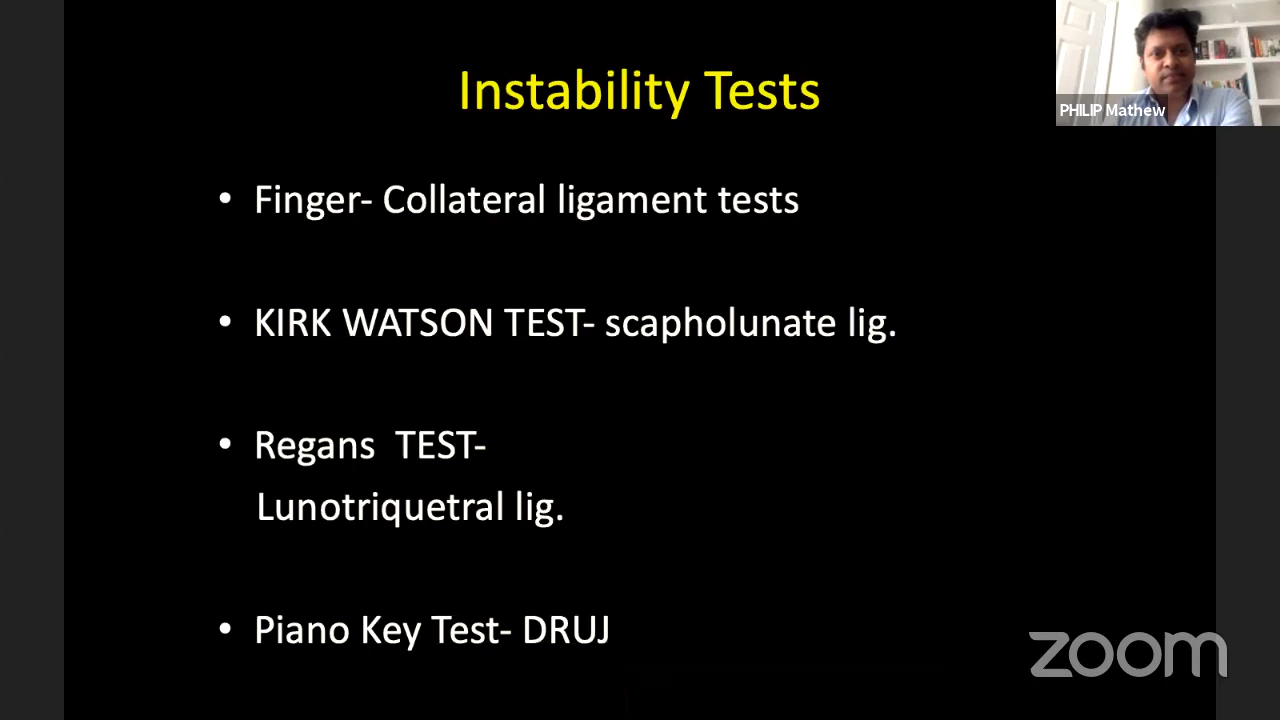 Instability Tests
PHILIP Mathew
• Finger- Collateral ligament tests
• KIRK WATSON TEST- scapholunate lig.
• Regans TEST-
Lunotriquetral lig.
• Piano Key Test- DRUJ
zoom